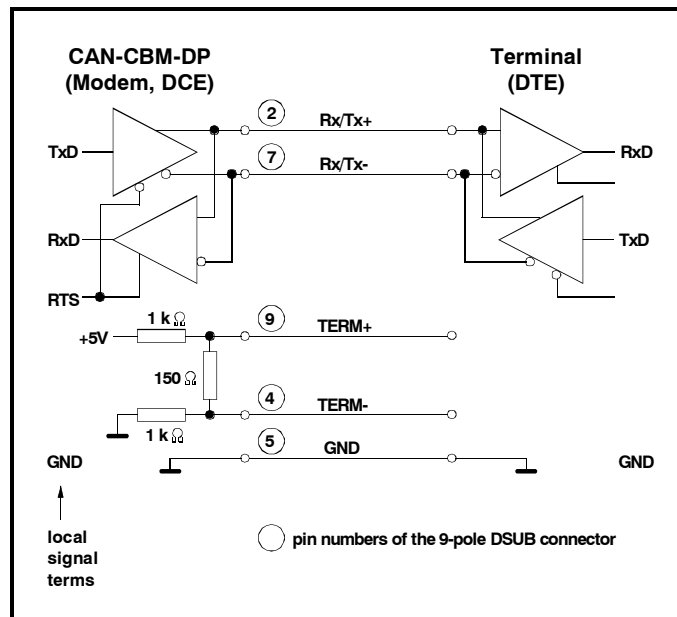 CAN-CBM-DP
(Modem, DCE)
Terminal
(DTE)
2
Rx/Tx+
TxD
RxD
7
Rx/Tx-
RxD
TxD
RTS
1 k Ω
9
TERM+
+5V
150 Ω
4
TERM-
1 k Ω
5
GND
GND
GND
local
signal
terms
pin numbers of the 9-pole DSUB connector